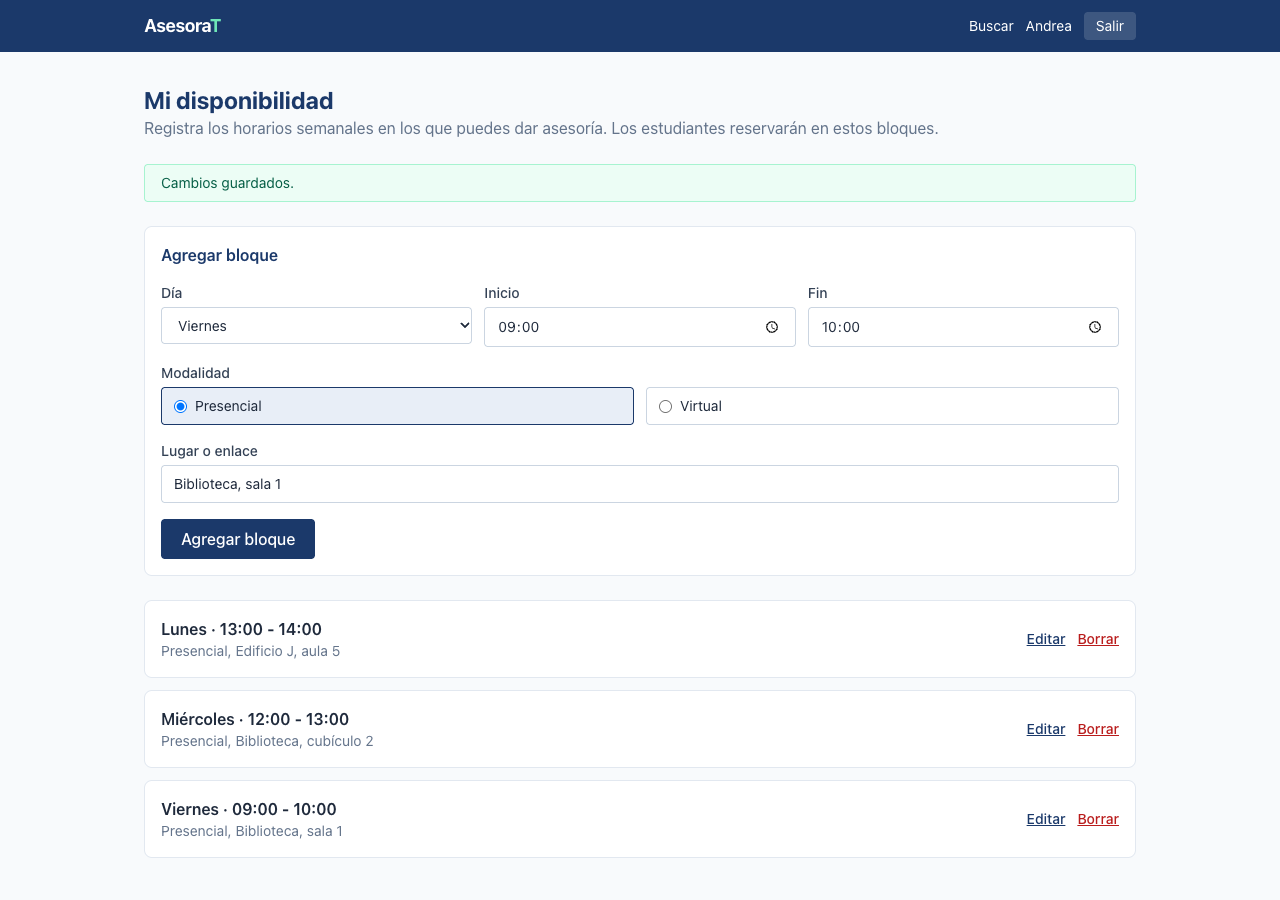 AsesoraT Buscar Andrea Salir
Mi disponibilidad
Registra los horarios semanales en los que puedes dar asesoría. Los estudiantes reservarán en estos bloques.
Cambios guardados.
Agregar bloque
Día Inicio Fin
Viernes 09:00 10:00
Modalidad
Presencial Virtual
Lugar o enlace
Biblioteca, sala 1
Agregar bloque
Lunes · 13:00 - 14:00
Presencial, Edificio J, aula 5
Editar Borrar
Miércoles · 12:00 - 13:00
Presencial, Biblioteca, cubículo 2
Editar Borrar
Viernes · 09:00 - 10:00
Presencial, Biblioteca, sala 1
Editar Borrar